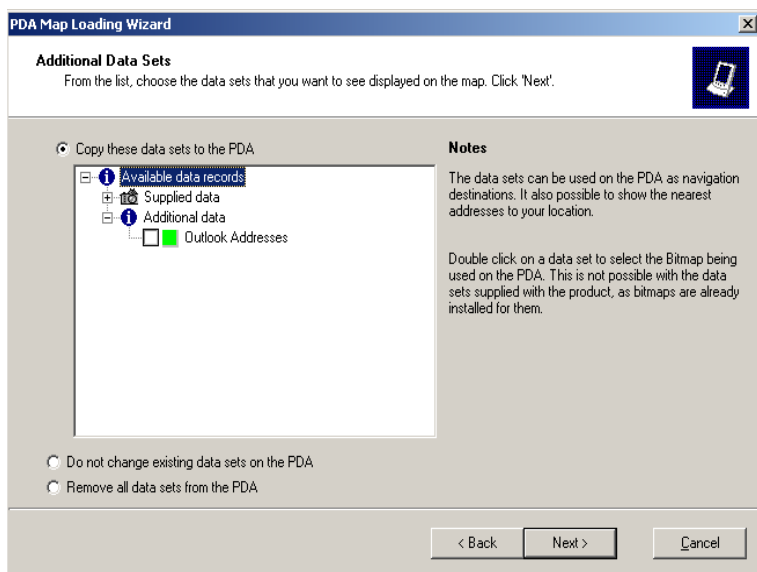 PDA Map Loading Wizard
Additional Data Sets
From the list, choose the data sets that you want to see displayed on the map. Click 'Next'.
Copy these data sets to the PDA
Available data records
Supplied data
Additional data
Outlook Addresses
Notes
The data sets can be used on the PDA as navigation
destinations. It also possible to show the nearest
addresses to your location.
Double click on a data set to select the Bitmap being
used on the PDA. This is not possible with the data
sets supplied with the product, as bitmaps are already
installed for them.
Do not change existing data sets on the PDA
Remove all data sets from the PDA
< Back
Next >
Cancel